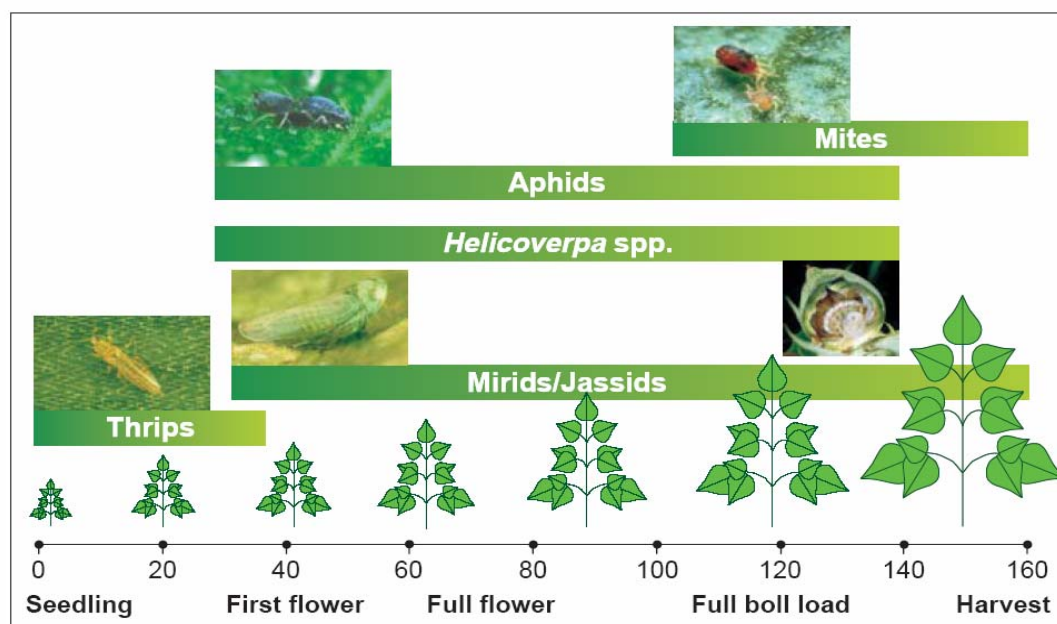 Mites
Aphids
Helicoverpa spp.
Mirids/Jassids
Thrips
0 20 40 60 80 100 120 140 160
Seedling First flower Full flower Full boll load Harvest